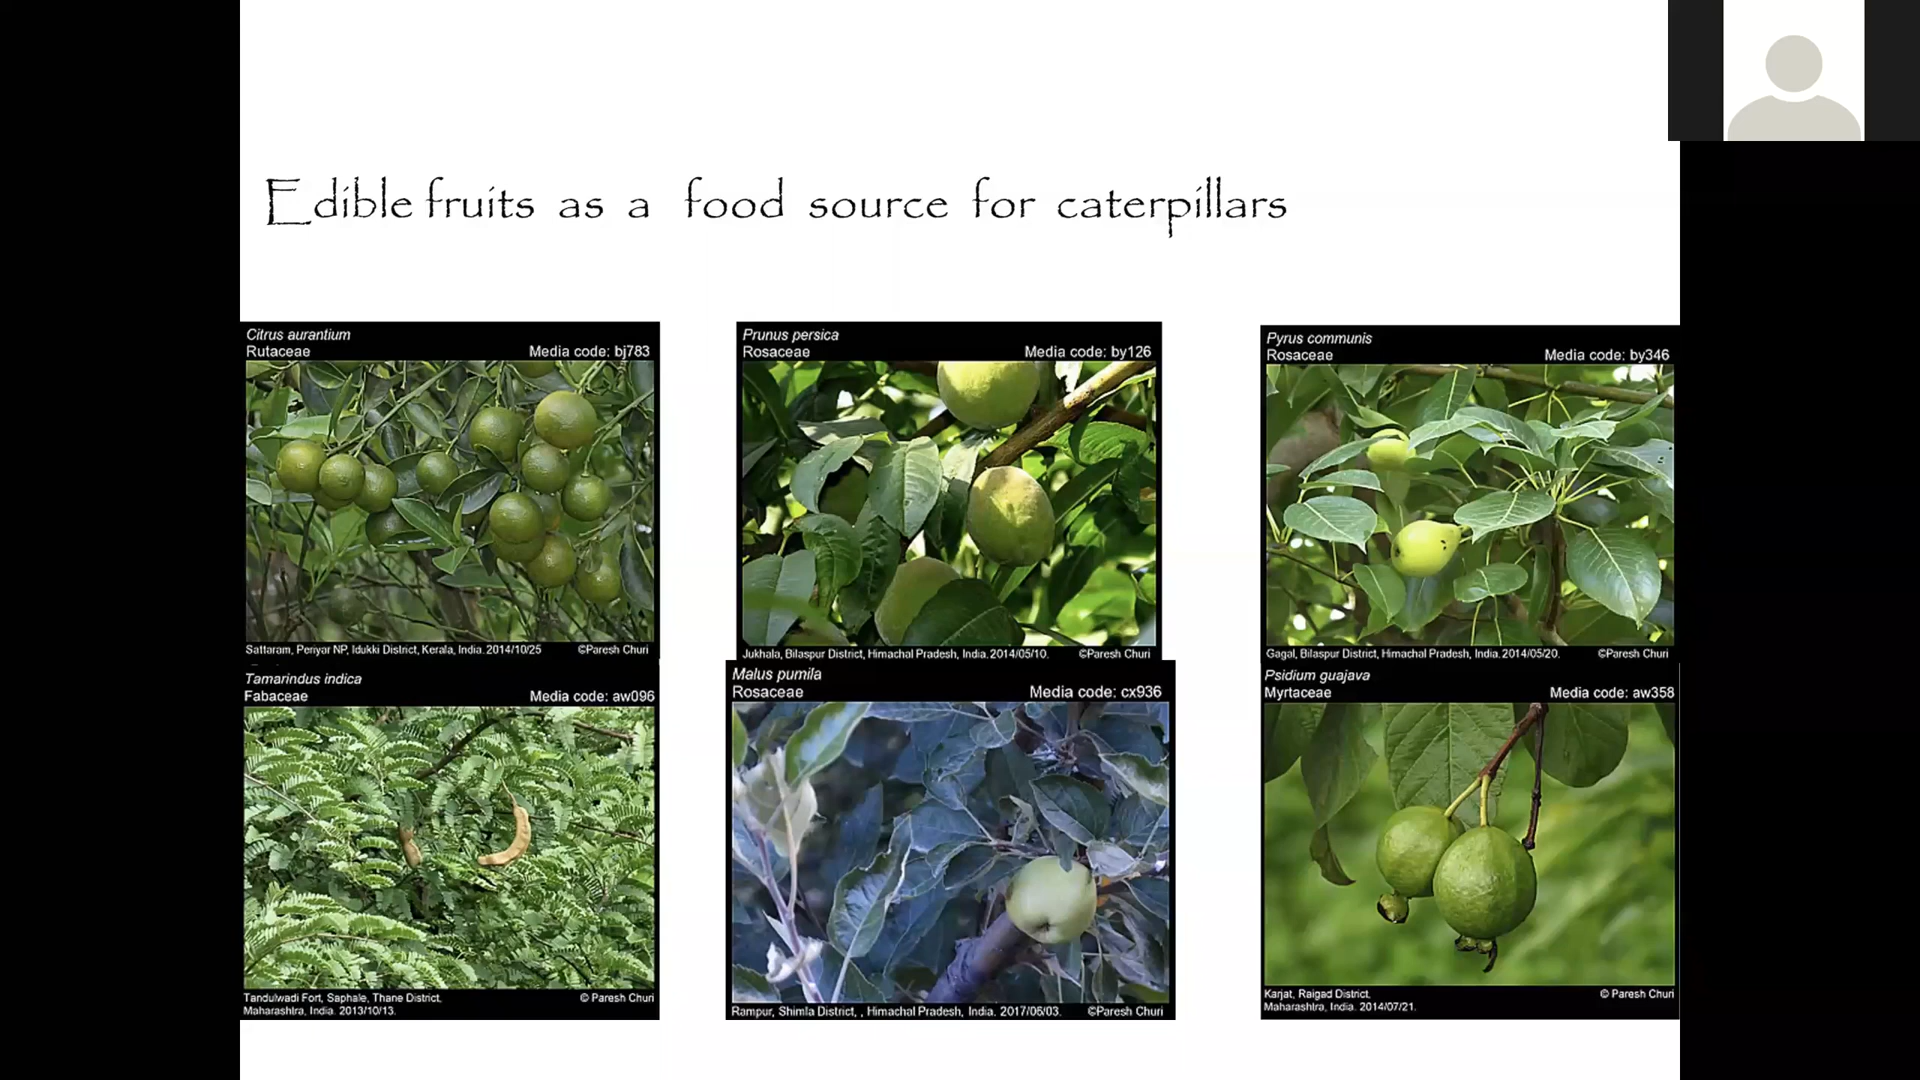 Edible fruits as a food source for caterpillars
Citrus aurantium
Rutaceae Media code: bj783
Sattaram, Periyar NP, Idukki District, Kerala, India. 2014/10/25 ©Paresh Churi
Prunus persica
Rosaceae Media code: by126
Jukhala, Bilaspur District, Himachal Pradesh, India. 2014/05/10. ©Paresh Churi
Pyrus communis
Rosaceae Media code: by346
Gagal, Bilaspur District, Himachal Pradesh, India. 2014/05/20. ©Paresh Churi
Tamarindus indica
Fabaceae Media code: aw096
Tandulwadi Fort, Saphale, Thane District, © Paresh Churi
Maharashtra, India. 2013/10/13.
Malus pumila
Rosaceae Media code: cx936
Rampur, Shimla District, , Himachal Pradesh, India. 2017/06/03. ©Paresh Churi
Psidium guajava
Myrtaceae Media code: aw358
Karjat, Raigad District, © Paresh Churi
Maharashtra, India. 2014/07/21.